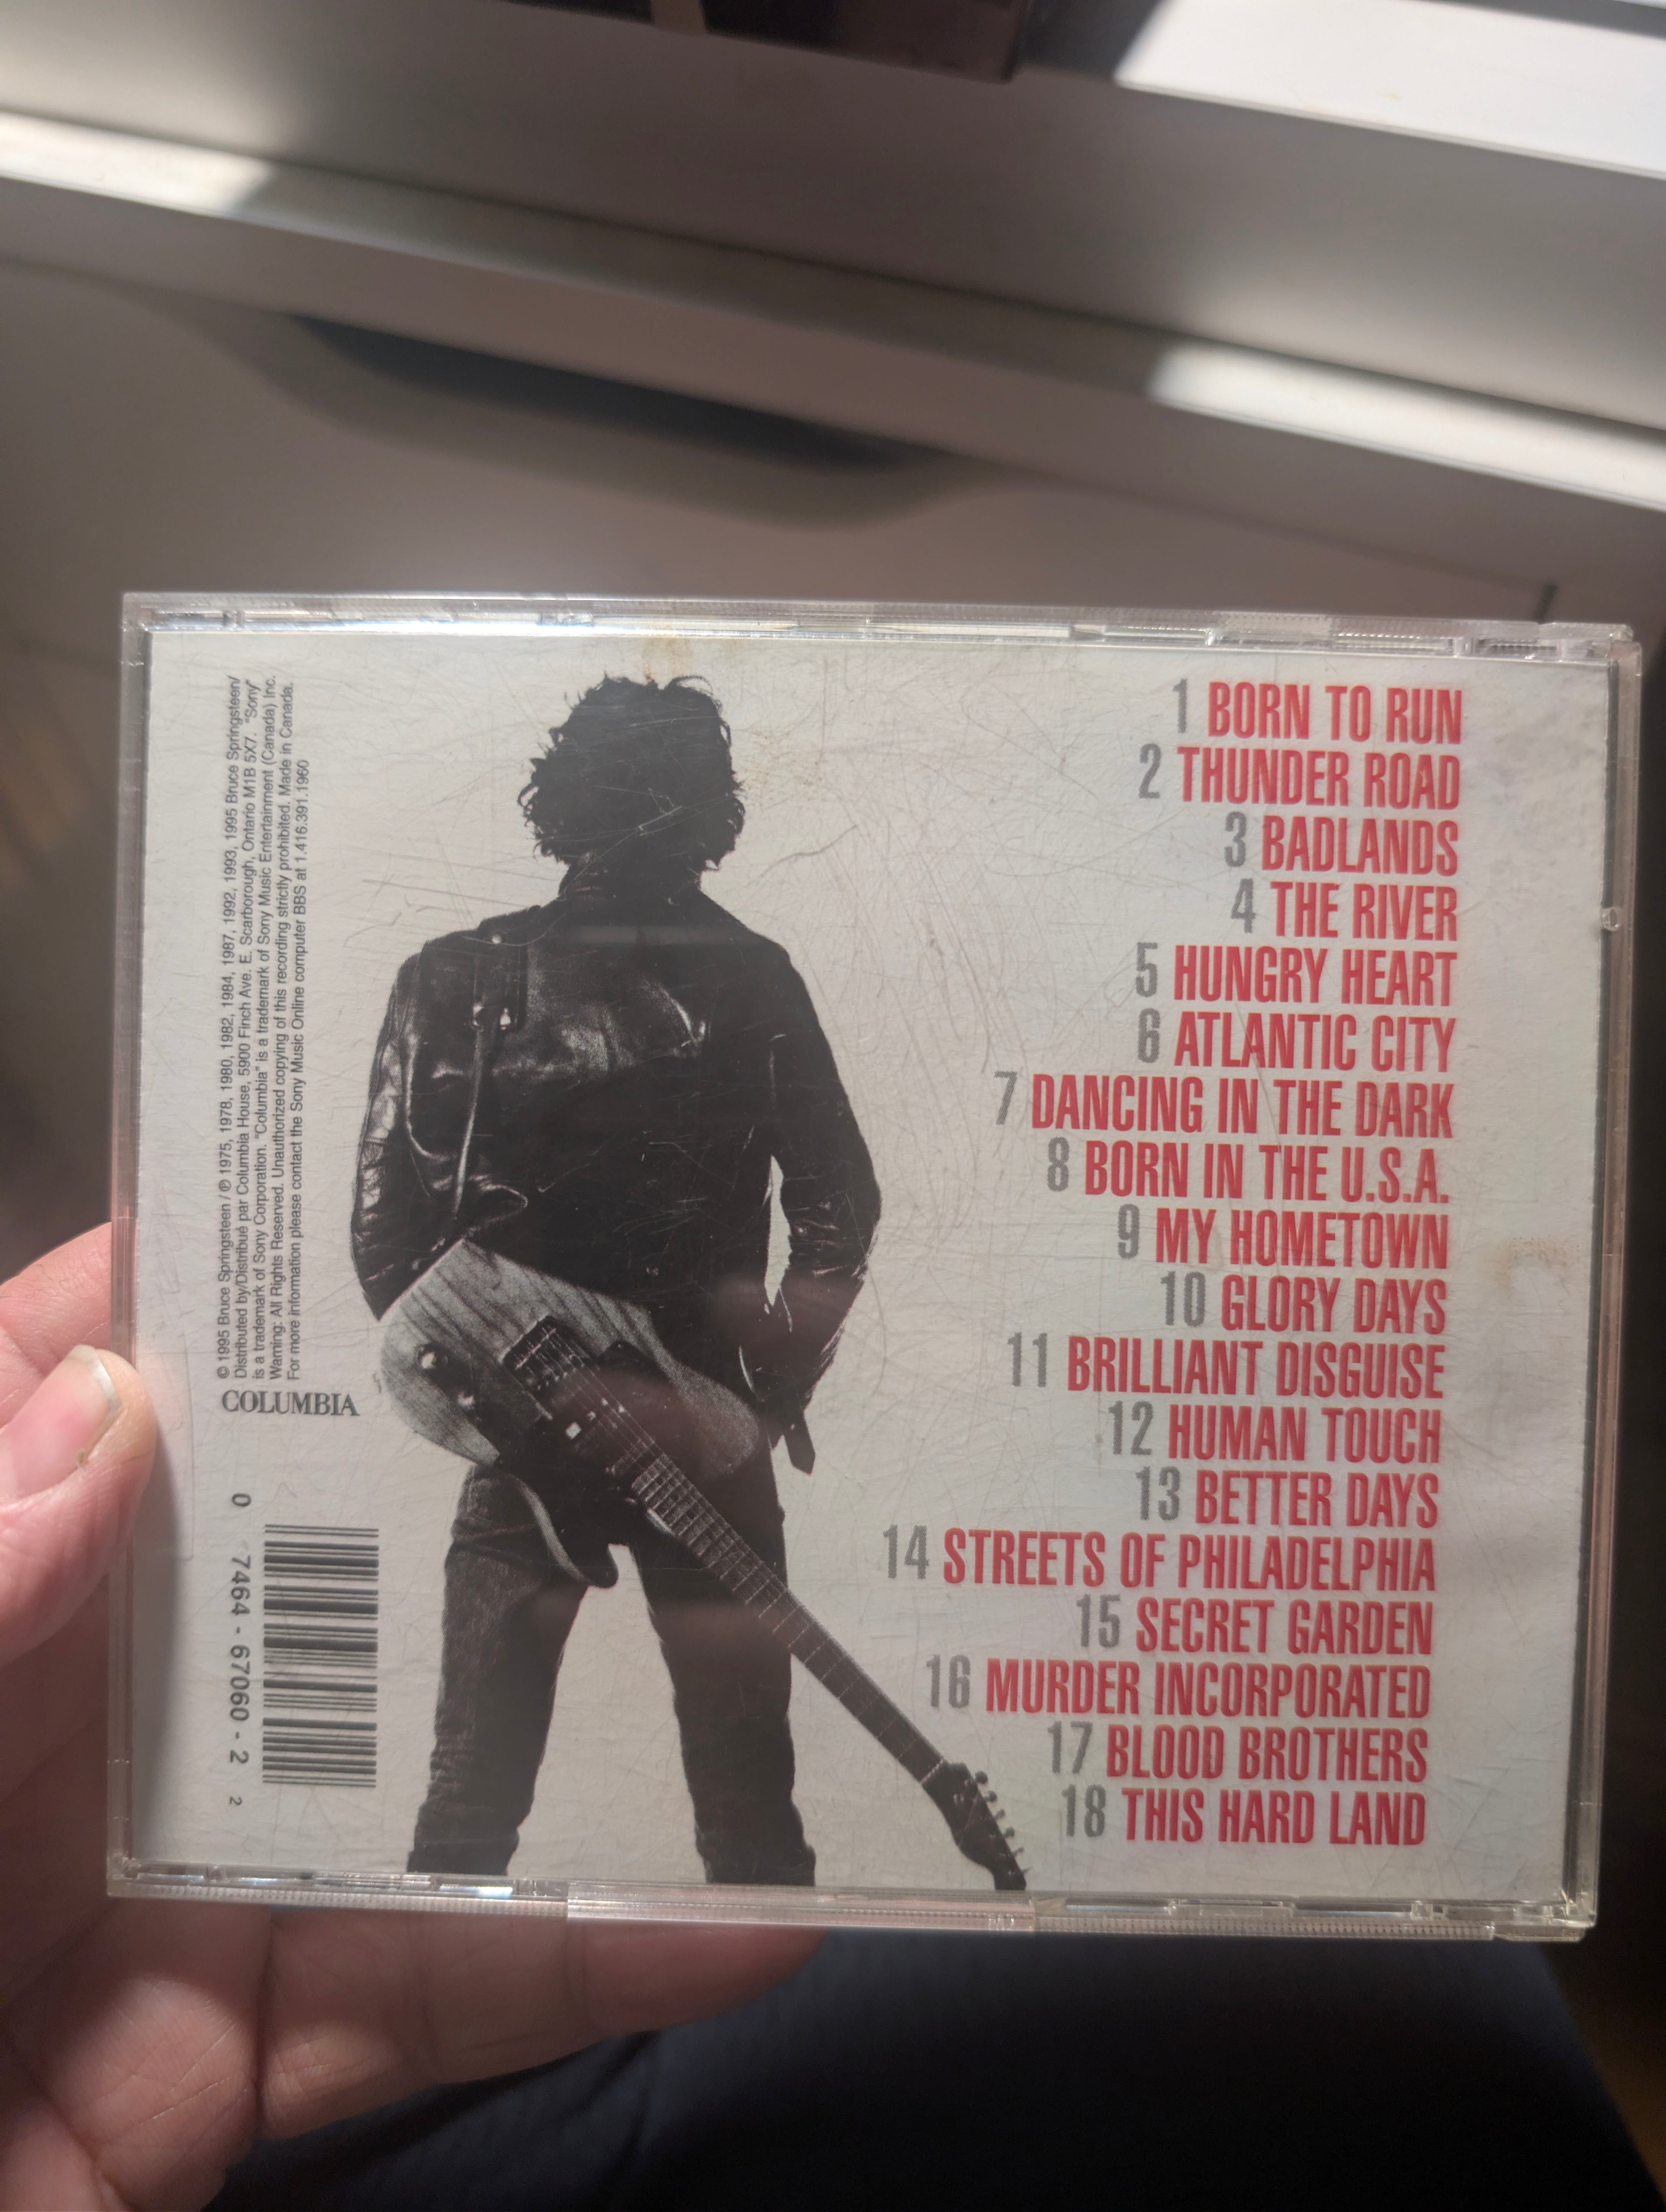 © 1995 Bruce Springsteen / ℗ 1975, 1978, 1980, 1982, 1984, 1987, 1992, 1993, 1995 Bruce Springsteen/
Distributed by/Distribué par Columbia House, 5900 Finch Ave. E. Scarborough, Ontario M1B 5X7. "Sony"
is a trademark of Sony Corporation. "Columbia" is a trademark of Sony Music Entertainment (Canada) Inc.
Warning: All Rights Reserved. Unauthorized copying of this recording strictly prohibited. Made in Canada.
For more information please contact the Sony Music Online computer BBS at 1.416.391.1960
COLUMBIA
0 7464-67060-2 2
1 BORN TO RUN
2 THUNDER ROAD
3 BADLANDS
4 THE RIVER
5 HUNGRY HEART
6 ATLANTIC CITY
7 DANCING IN THE DARK
8 BORN IN THE U.S.A.
9 MY HOMETOWN
10 GLORY DAYS
11 BRILLIANT DISGUISE
12 HUMAN TOUCH
13 BETTER DAYS
14 STREETS OF PHILADELPHIA
15 SECRET GARDEN
16 MURDER INCORPORATED
17 BLOOD BROTHERS
18 THIS HARD LAND